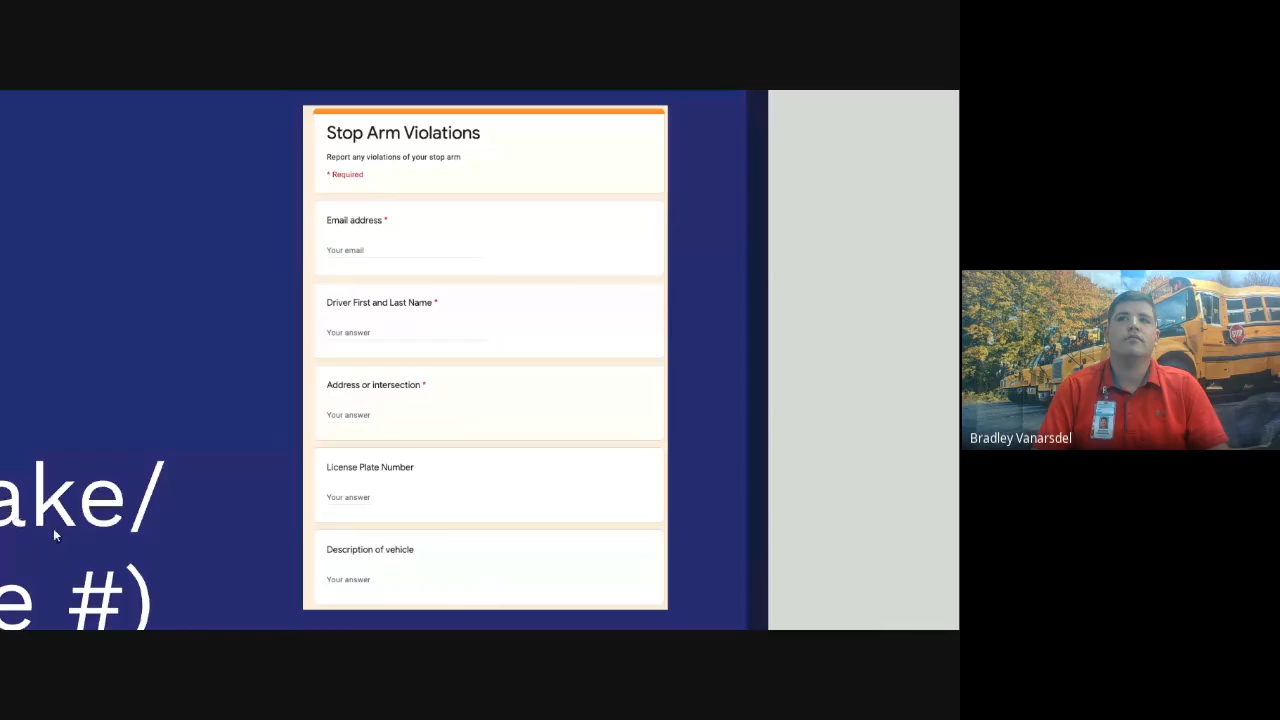 ake/
e #)
Stop Arm Violations
Report any violations of your stop arm
* Required
Email address *
Your email
Driver First and Last Name *
Your answer
Address or intersection *
Your answer
License Plate Number
Your answer
Description of vehicle
Your answer
STOP
Bradley Vanarsdel